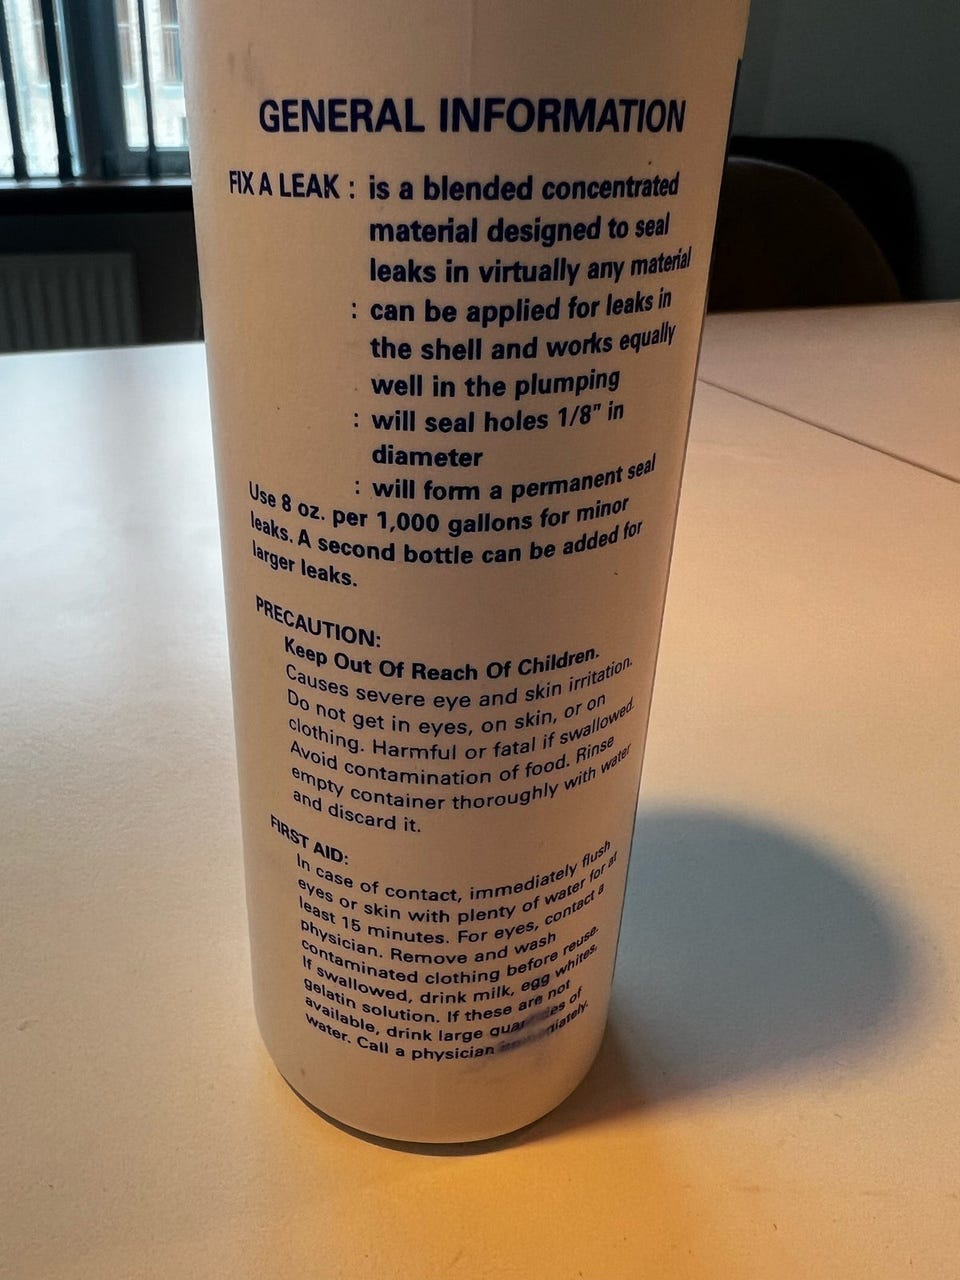 GENERAL INFORMATION
FIX A LEAK : is a blended concentrated
material designed to seal
leaks in virtually any material
: can be applied for leaks in
the shell and works equally
well in the plumping
: will seal holes 1/8” in
diameter
: will form a permanent seal
Use 8 oz. per 1,000 gallons for minor
leaks. A second bottle can be added for
larger leaks.
PRECAUTION:
Keep Out Of Reach Of Children.
Causes severe eye and skin irritation.
Do not get in eyes, on skin, or on
clothing. Harmful or fatal if swallowed.
Avoid contamination of food. Rinse
empty container thoroughly with water
and discard it.
FIRST AID:
In case of contact, immediately flush
eyes or skin with plenty of water for at
least 15 minutes. For eyes, contact a
physician. Remove and wash
contaminated clothing before reuse.
If swallowed, drink milk, egg whites,
gelatin solution. If these are not
available, drink large quantities of
water. Call a physician immediately.